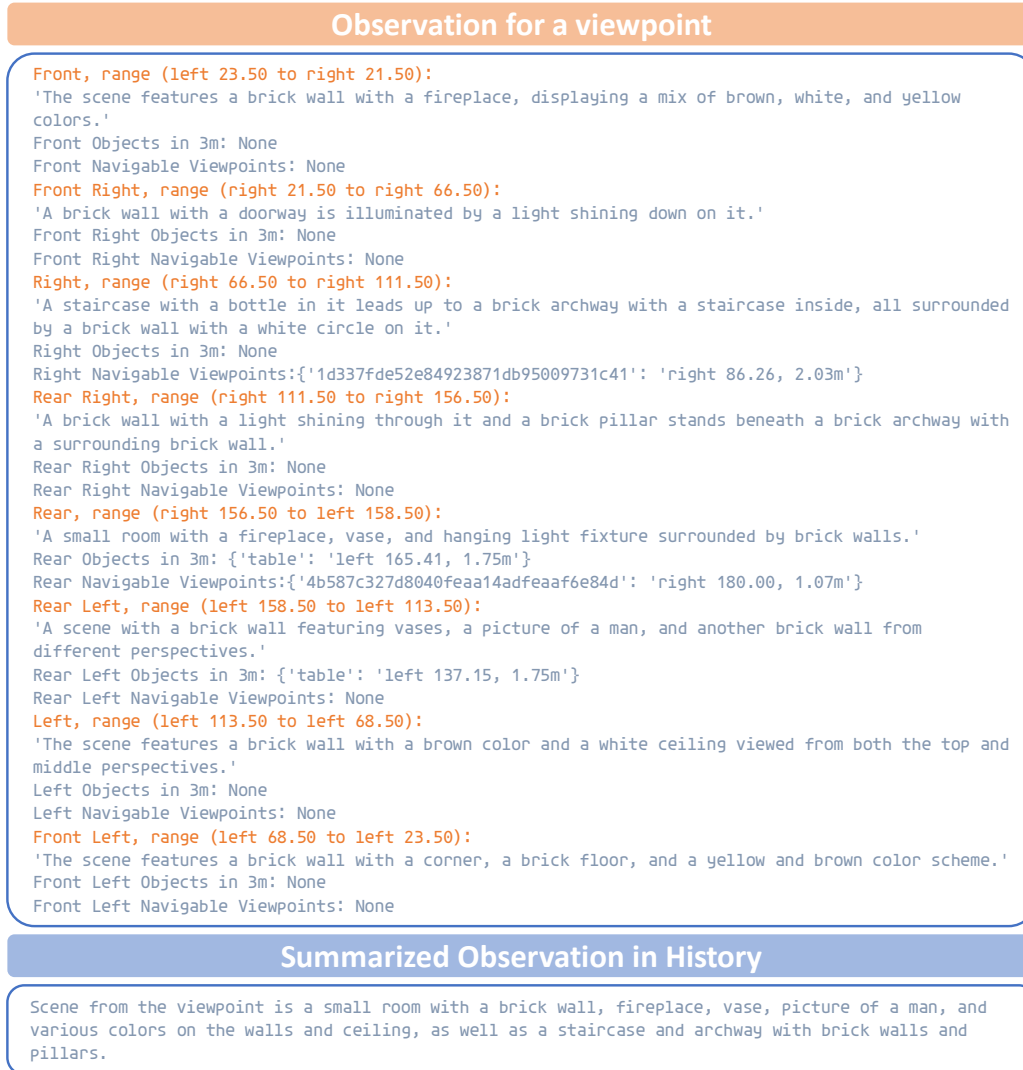 Observation for a viewpoint
Front, range (left 23.50 to right 21.50):
'The scene features a brick wall with a fireplace, displaying a mix of brown, white, and yellow
colors.'
Front Objects in 3m: None
Front Navigable Viewpoints: None
Front Right, range (right 21.50 to right 66.50):
'A brick wall with a doorway is illuminated by a light shining down on it.'
Front Right Objects in 3m: None
Front Right Navigable Viewpoints: None
Right, range (right 66.50 to right 111.50):
'A staircase with a bottle in it leads up to a brick archway with a staircase inside, all surrounded
by a brick wall with a white circle on it.'
Right Objects in 3m: None
Right Navigable Viewpoints:{'1d337fde52e84923871db95009731c41': 'right 86.26, 2.03m'}
Rear Right, range (right 111.50 to right 156.50):
'A brick wall with a light shining through it and a brick pillar stands beneath a brick archway with
a surrounding brick wall.'
Rear Right Objects in 3m: None
Rear Right Navigable Viewpoints: None
Rear, range (right 156.50 to left 158.50):
'A small room with a fireplace, vase, and hanging light fixture surrounded by brick walls.'
Rear Objects in 3m: {'table': 'left 165.41, 1.75m'}
Rear Navigable Viewpoints:{'4b587c327d8040feaa14adfeaaf6e84d': 'right 180.00, 1.07m'}
Rear Left, range (left 158.50 to left 113.50):
'A scene with a brick wall featuring vases, a picture of a man, and another brick wall from
different perspectives.'
Rear Left Objects in 3m: {'table': 'left 137.15, 1.75m'}
Rear Left Navigable Viewpoints: None
Left, range (left 113.50 to left 68.50):
'The scene features a brick wall with a brown color and a white ceiling viewed from both the top and
middle perspectives.'
Left Objects in 3m: None
Left Navigable Viewpoints: None
Front Left, range (left 68.50 to left 23.50):
'The scene features a brick wall with a corner, a brick floor, and a yellow and brown color scheme.'
Front Left Objects in 3m: None
Front Left Navigable Viewpoints: None
Summarized Observation in History
Scene from the viewpoint is a small room with a brick wall, fireplace, vase, picture of a man, and
various colors on the walls and ceiling, as well as a staircase and archway with brick walls and
pillars.